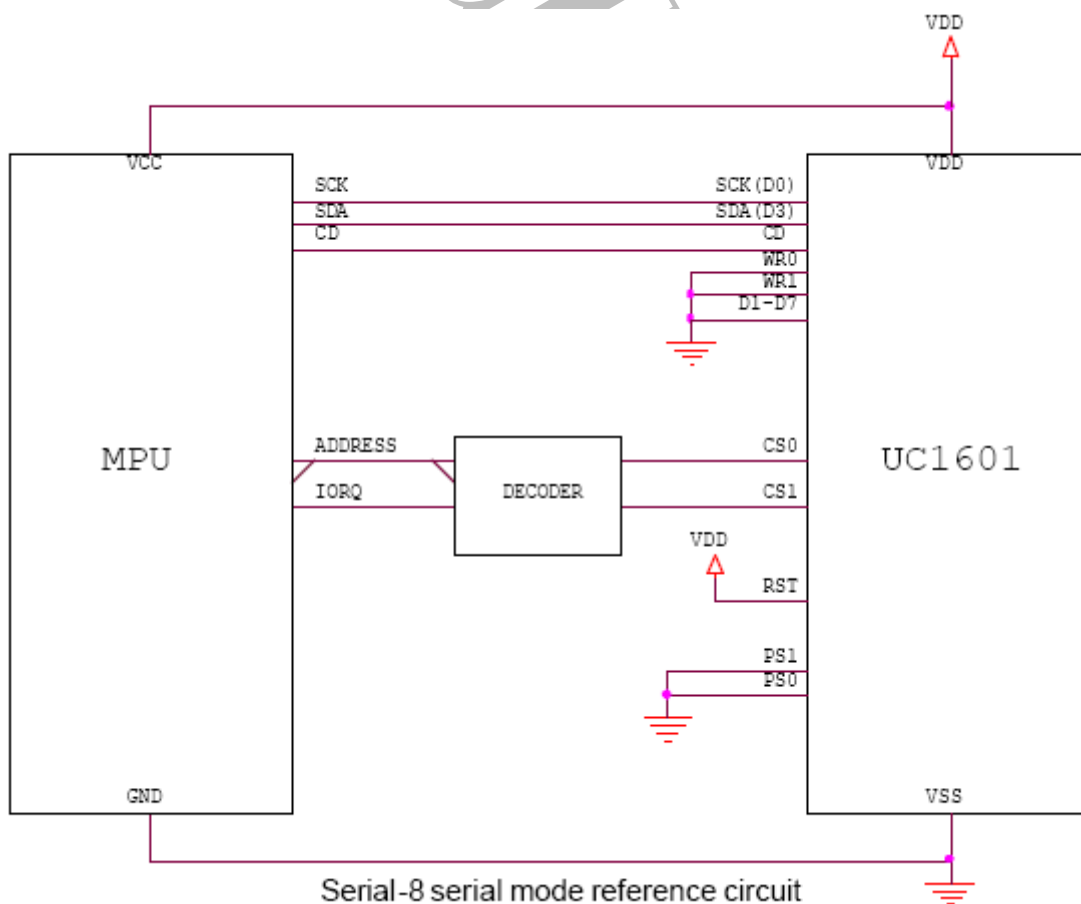 VDD
VCC
VDD
SCK
SCK(D0)
SDA
SDA(D3)
CD
CD
WR0
WR1
D1-D7
MPU
ADDRESS
IORQ
DECODER
CS0
CS1
UC1601
VDD
RST
PS1
PS0
GND
VSS
Serial-8 serial mode reference circuit